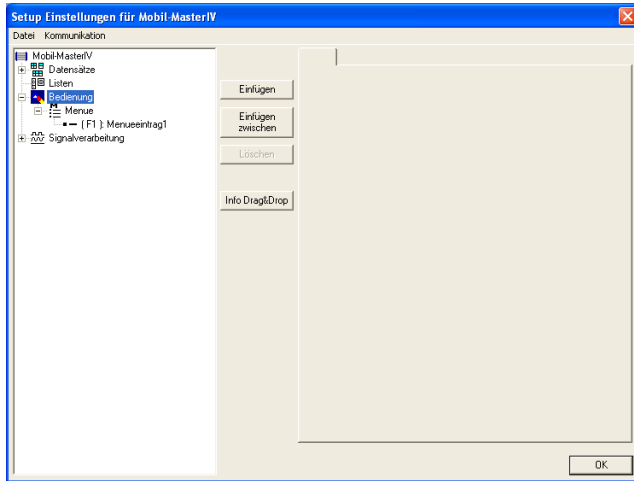 Setup Einstellungen für Mobil-MasterIV
Datei Kommunikation
Mobil-MasterIV
Datensätze
Listen
Bedienung
Menue
( F1 ): Menueeintrag1
Signalverarbeitung
Einfügen
Einfügen
zwischen
Löschen
Info Drag&Drop
OK